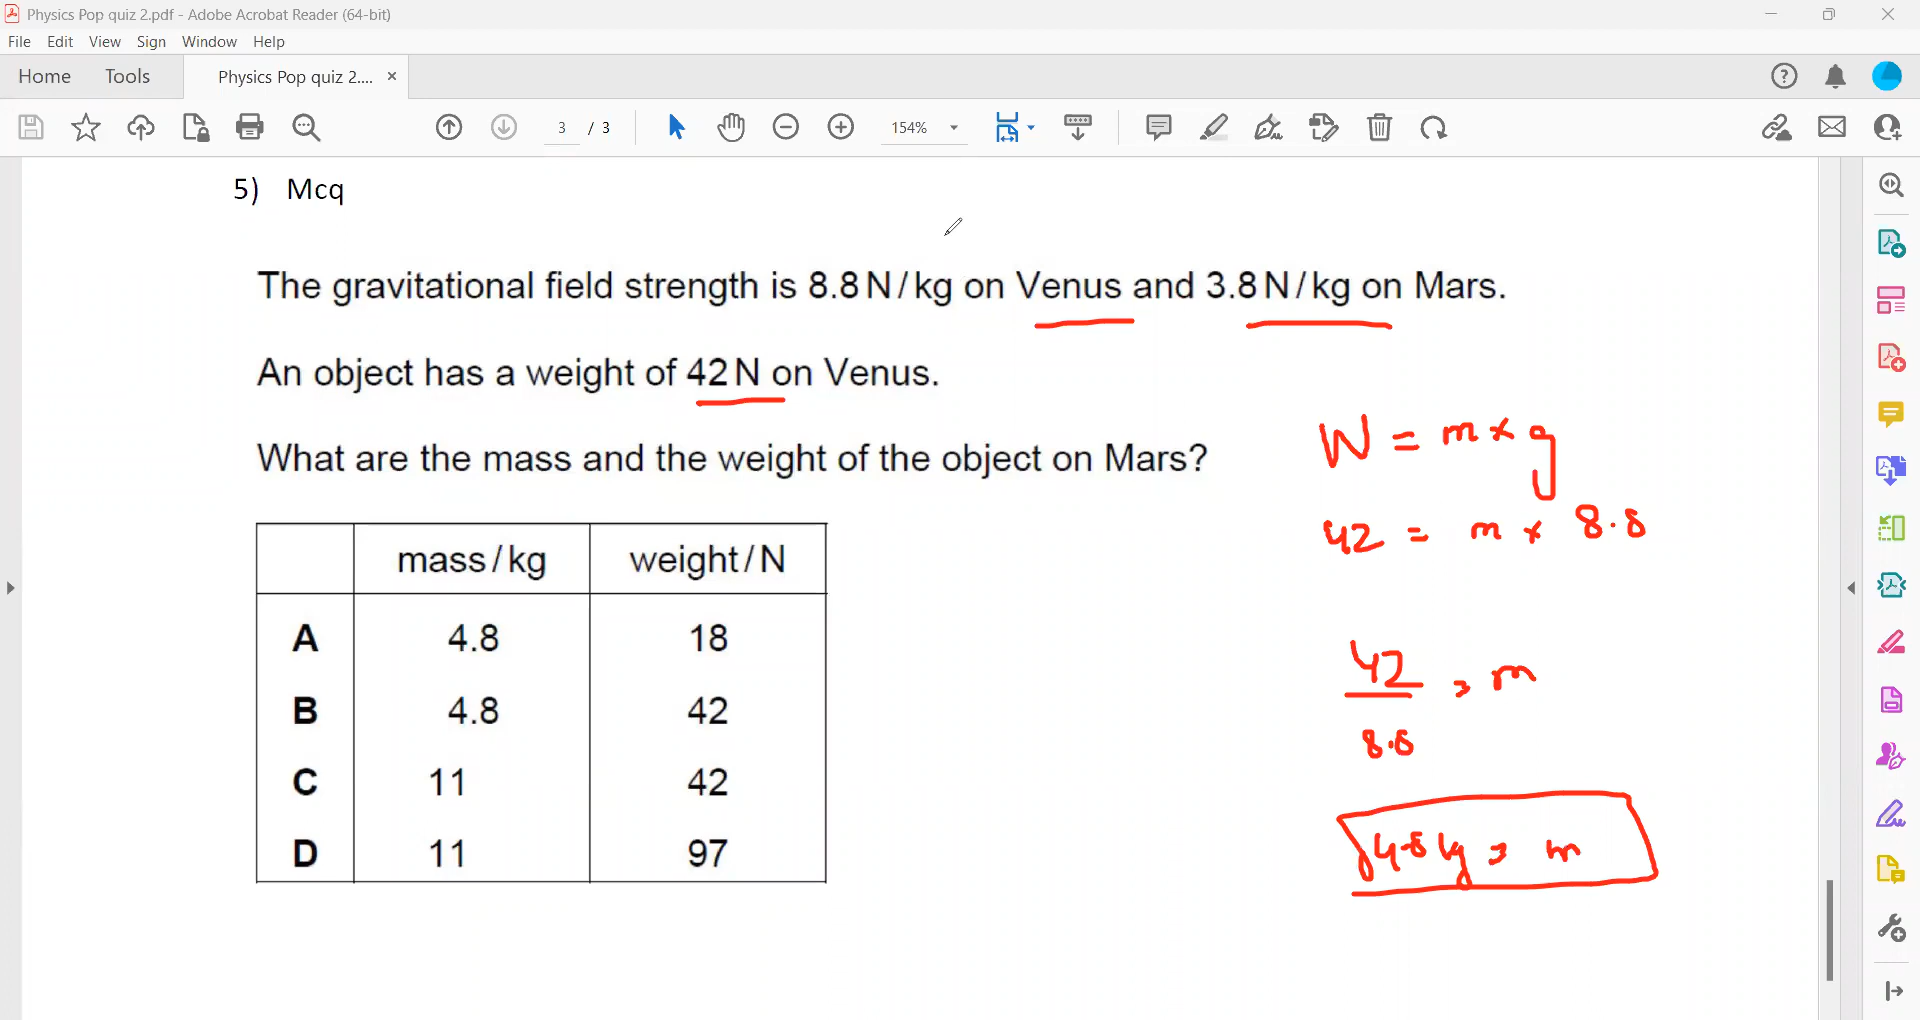 Physics Pop quiz 2.pdf - Adobe Acrobat Reader (64-bit)
File Edit View Sign Window Help
Home Tools Physics Pop quiz 2.... ×
3 / 3 154%
5) Mcq
The gravitational field strength is 8.8 N/kg on Venus and 3.8 N/kg on Mars.
An object has a weight of 42 N on Venus.
What are the mass and the weight of the object on Mars?
mass/kg weight/N
A 4.8 18
B 4.8 42
C 11 42
D 11 97
W = m × g
42 = m × 8.8
42 = m
8.8
4.8 kg = m